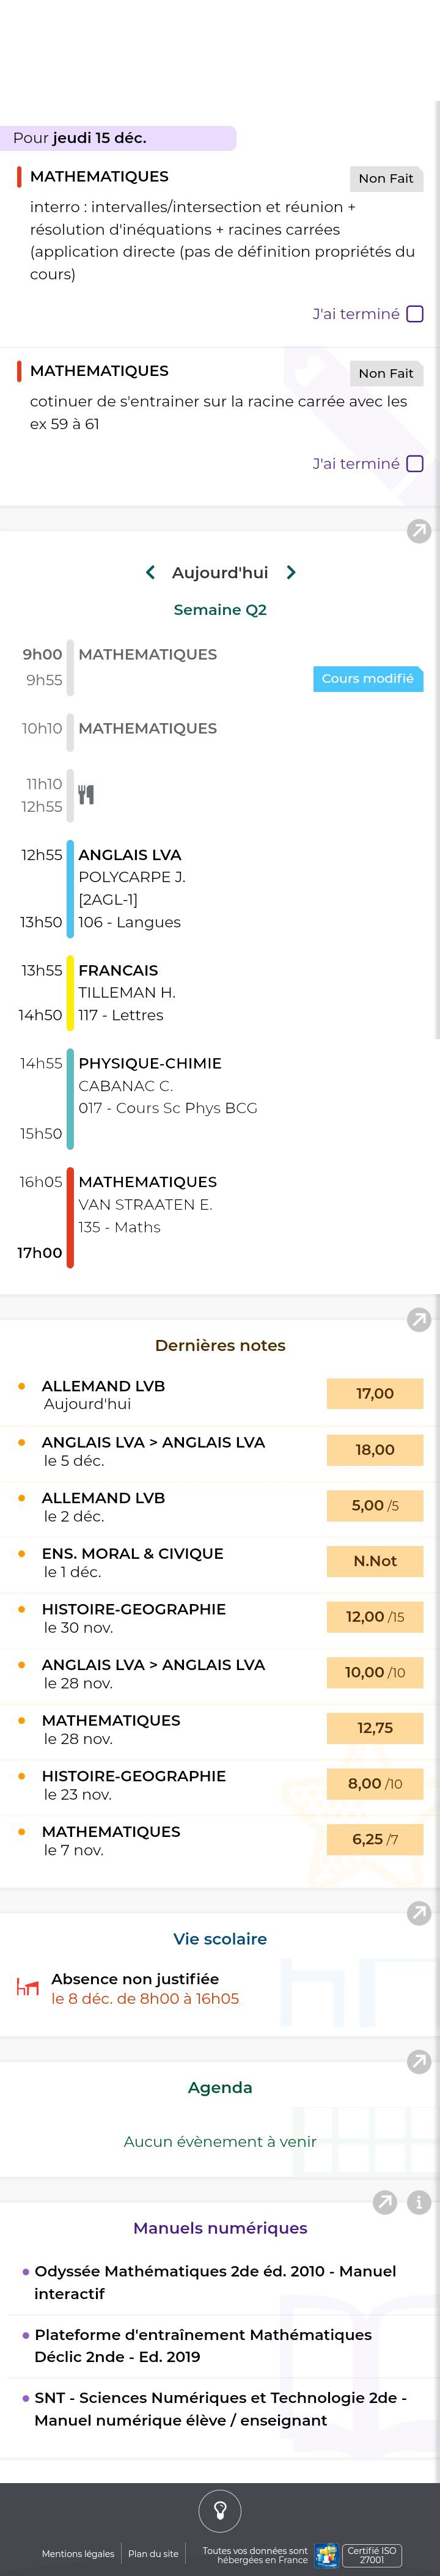 Pour jeudi 15 déc.
MATHEMATIQUES
Non Fait
interro : intervalles/intersection et réunion +
résolution d'inéquations + racines carrées
(application directe (pas de définition propriétés du
cours)
J'ai terminé
MATHEMATIQUES
Non Fait
cotinuer de s'entrainer sur la racine carrée avec les
ex 59 à 61
J'ai terminé
Aujourd'hui
Semaine Q2
9h00 MATHEMATIQUES
9h55
Cours modifié
10h10 MATHEMATIQUES
11h10
12h55
12h55 ANGLAIS LVA
POLYCARPE J.
[2AGL-1]
13h50 106 - Langues
13h55 FRANCAIS
TILLEMAN H.
14h50 117 - Lettres
14h55 PHYSIQUE-CHIMIE
CABANAC C.
017 - Cours Sc Phys BCG
15h50
16h05 MATHEMATIQUES
VAN STRAATEN E.
135 - Maths
17h00
Dernières notes
ALLEMAND LVB
Aujourd'hui
17,00
ANGLAIS LVA > ANGLAIS LVA
le 5 déc.
18,00
ALLEMAND LVB
le 2 déc.
5,00 /5
ENS. MORAL & CIVIQUE
le 1 déc.
N.Not
HISTOIRE-GEOGRAPHIE
le 30 nov.
12,00 /15
ANGLAIS LVA > ANGLAIS LVA
le 28 nov.
10,00 /10
MATHEMATIQUES
le 28 nov.
12,75
HISTOIRE-GEOGRAPHIE
le 23 nov.
8,00 /10
MATHEMATIQUES
le 7 nov.
6,25 /7
Vie scolaire
Absence non justifiée
le 8 déc. de 8h00 à 16h05
Agenda
Aucun évènement à venir
Manuels numériques
Odyssée Mathématiques 2de éd. 2010 - Manuel
interactif
Plateforme d'entraînement Mathématiques
Déclic 2nde - Ed. 2019
SNT - Sciences Numériques et Technologie 2de -
Manuel numérique élève / enseignant
Mentions légales
Plan du site
Toutes vos données sont
hébergées en France
Certifié ISO
27001